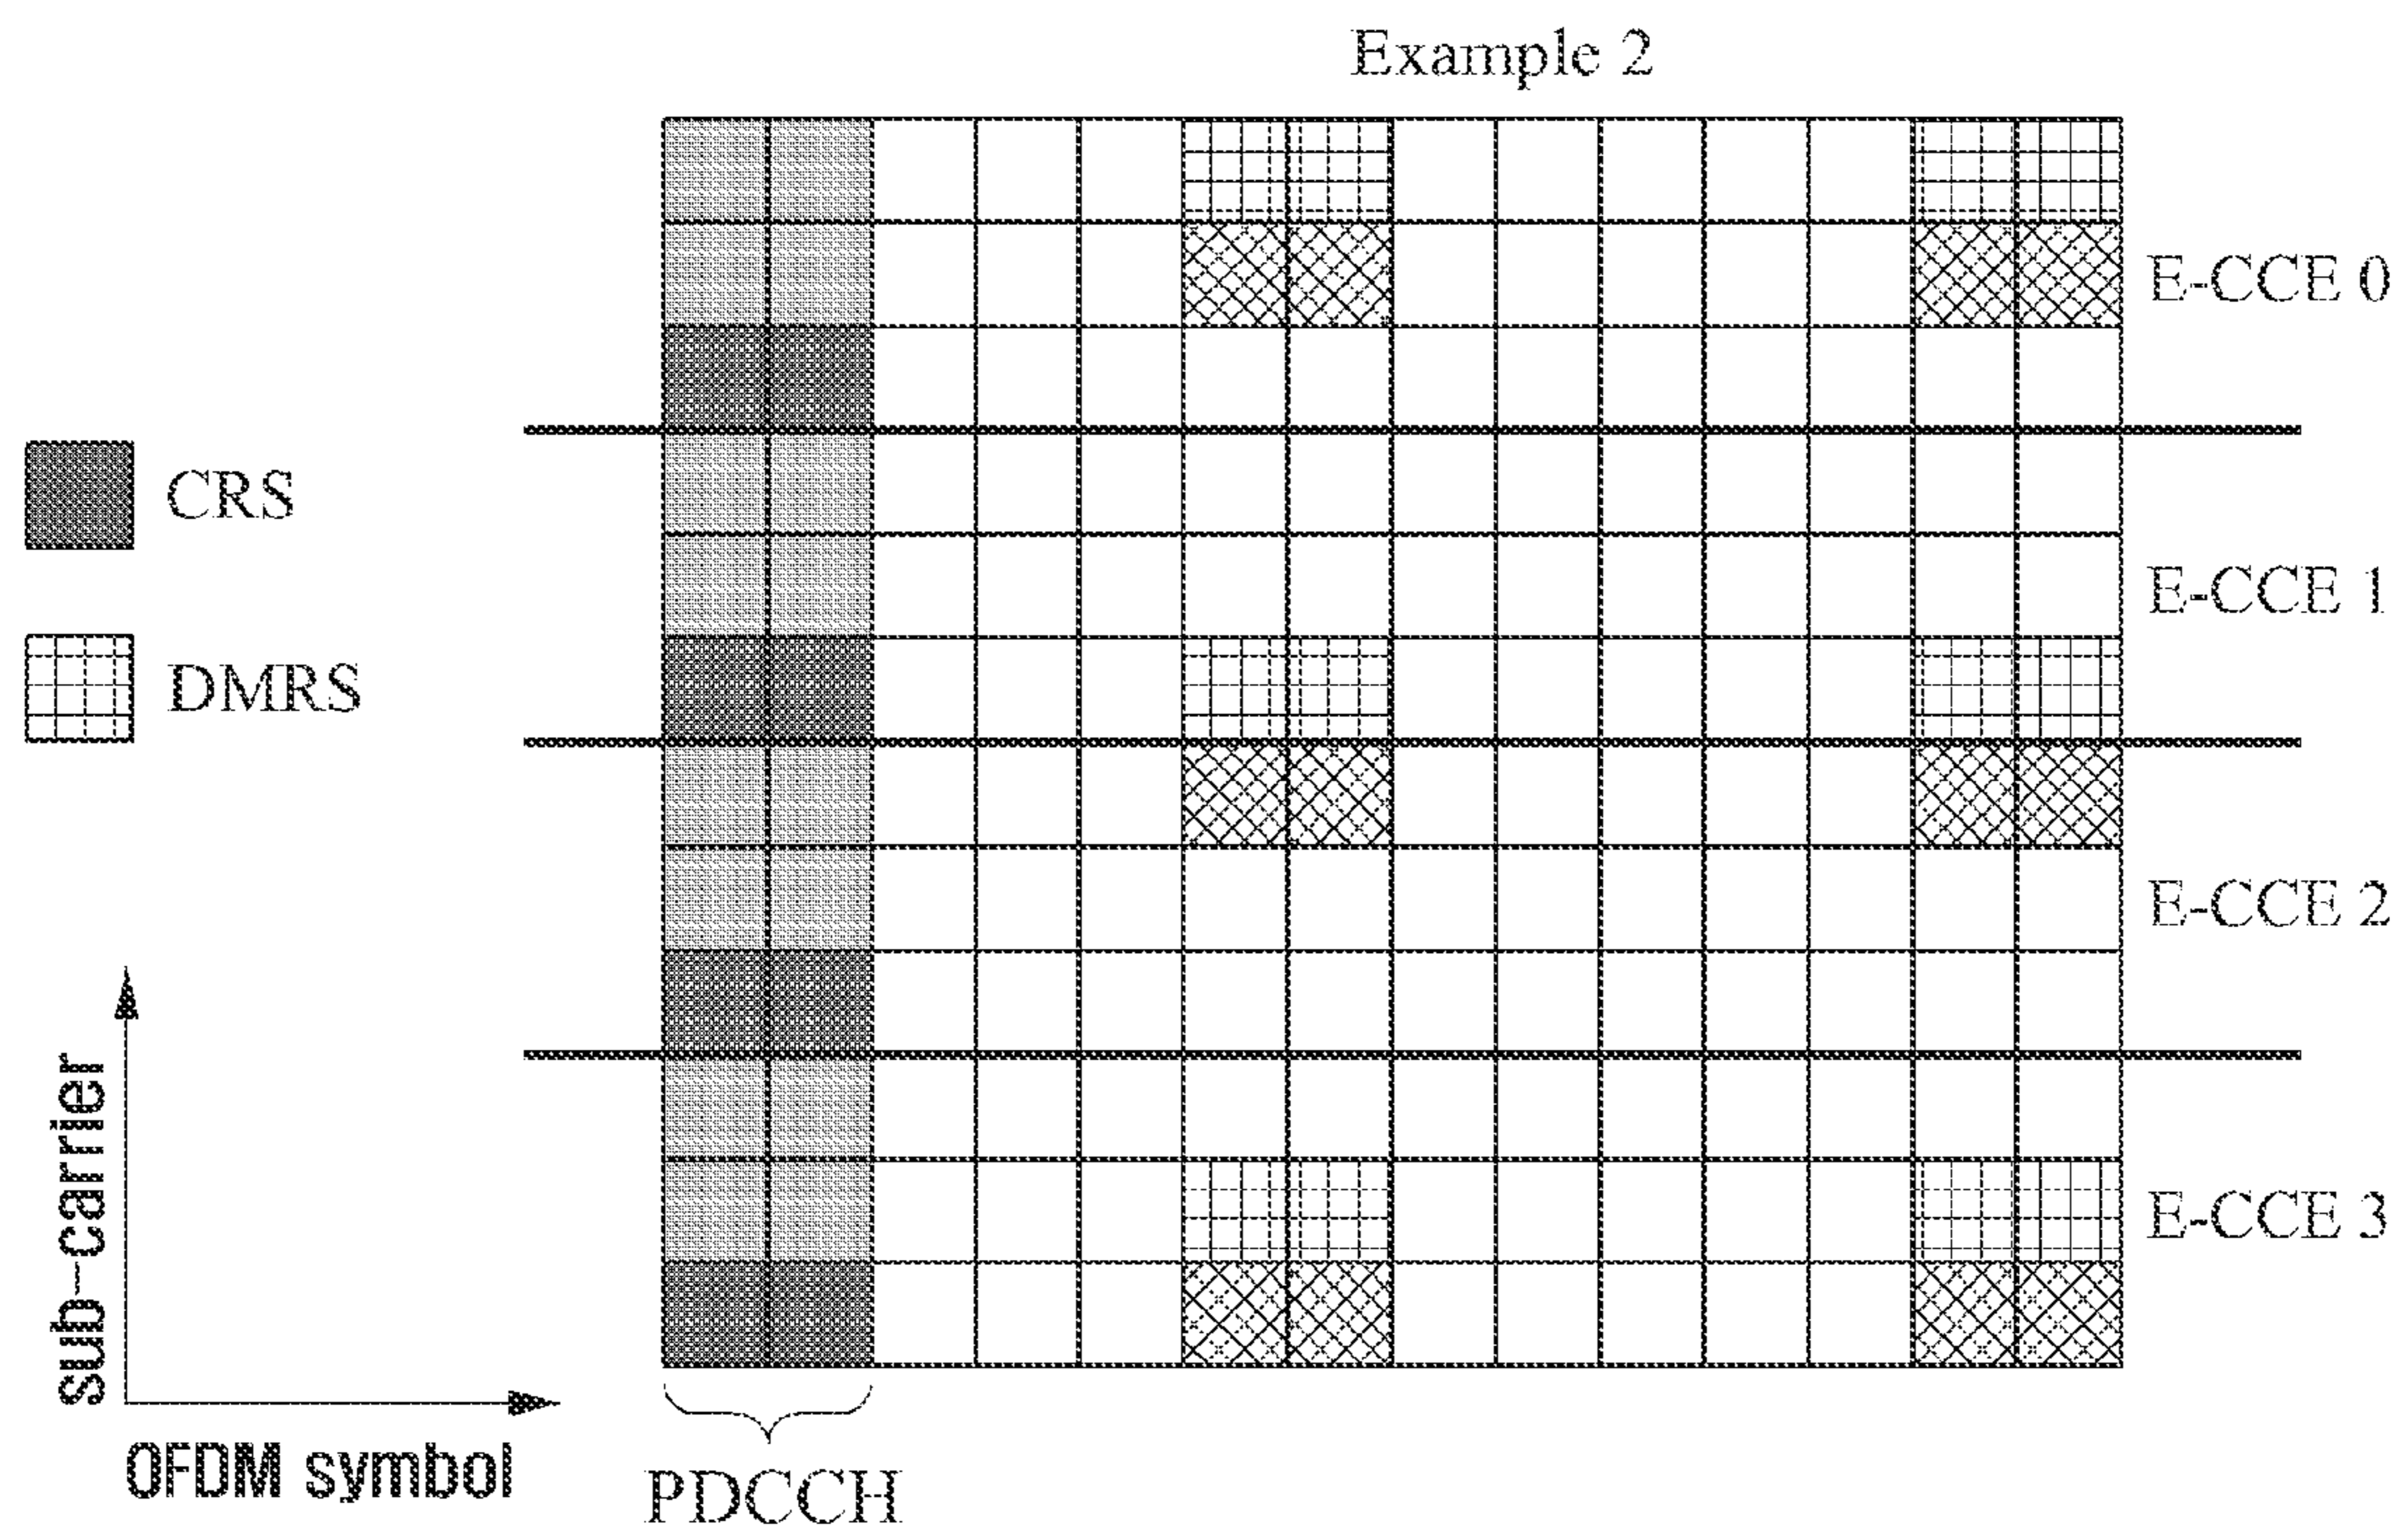 Example 2
E-CCE 0
CRS
E-CCE 1
DMRS
E-CCE 2
sub-carrier
E-CCE 3
OFDM symbol
PDCCH